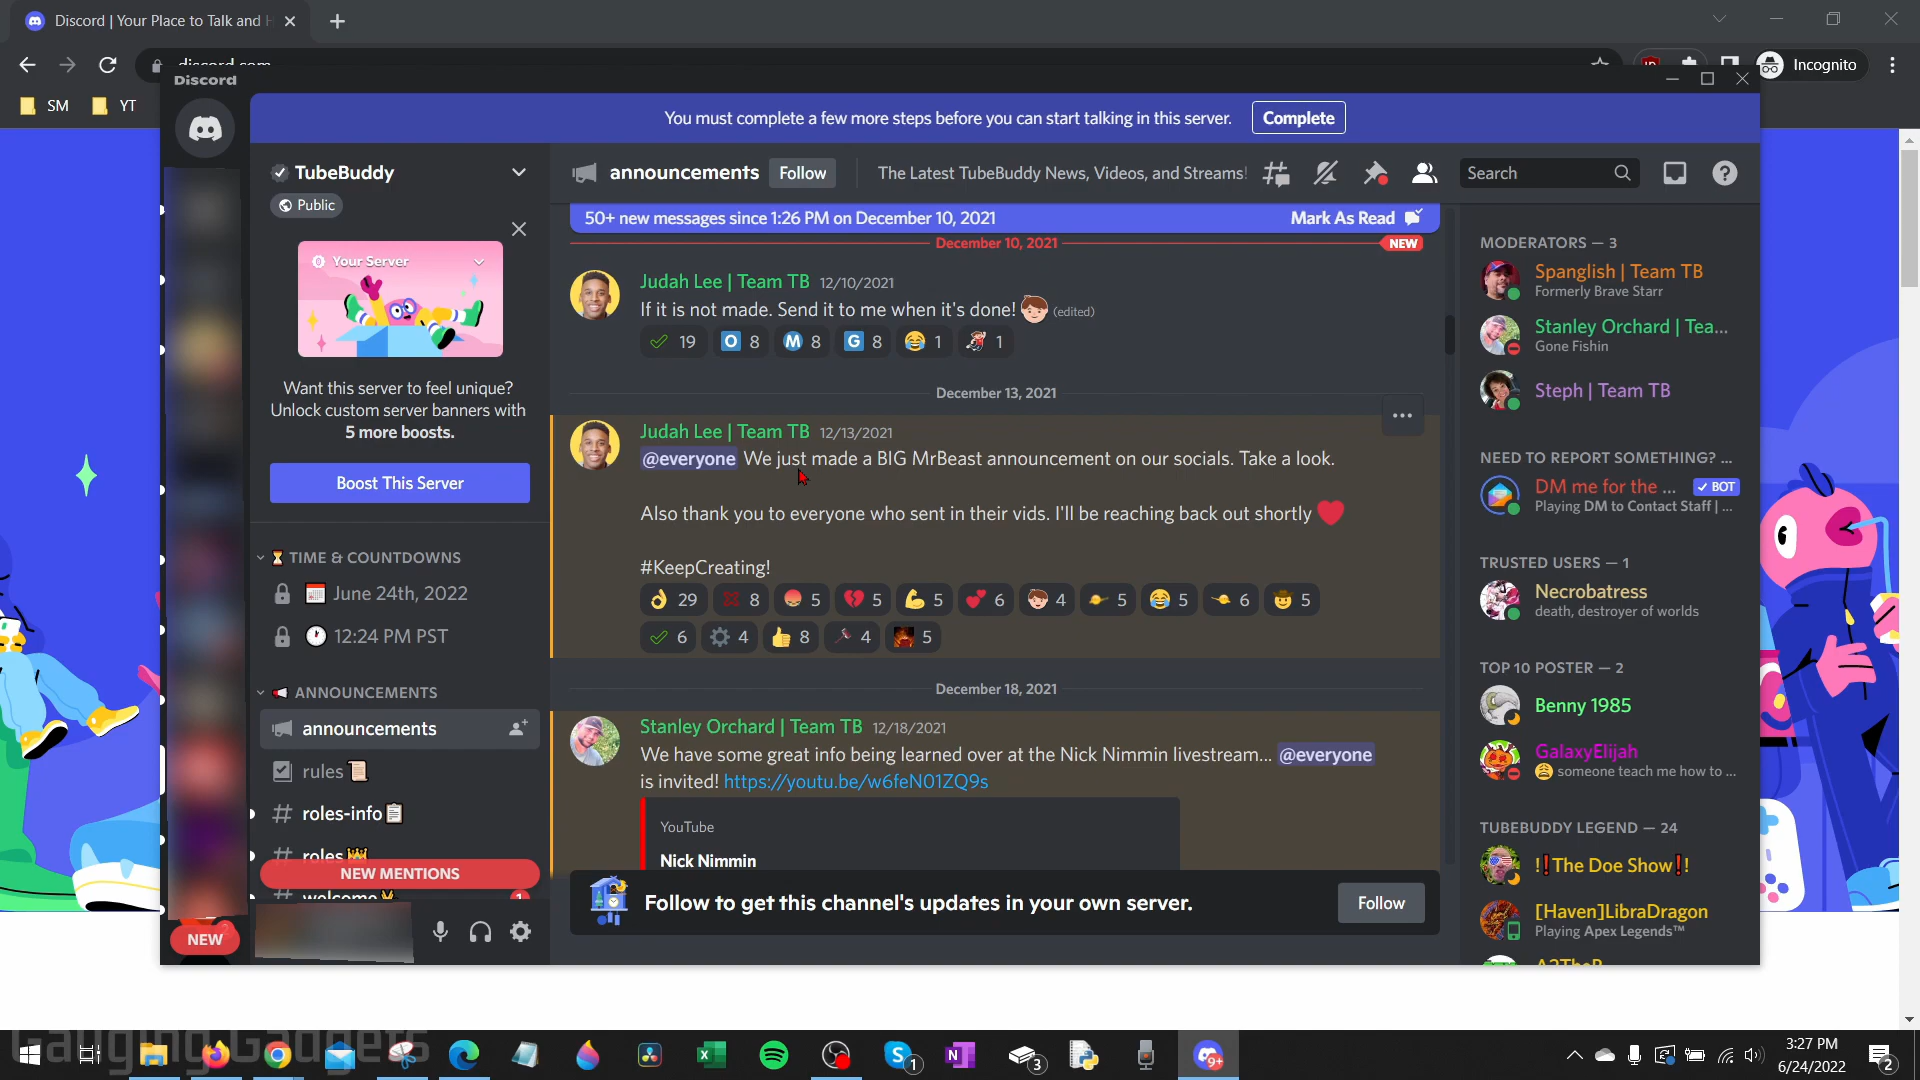 Discord | Your Place to Talk and H
discord.com
Incognito
SM
YT
Discord
You must complete a few more steps before you can start talking in this server.
Complete
TubeBuddy
Public
announcements
Follow
The Latest TubeBuddy News, Videos, and Streams!
Search
50+ new messages since 1:26 PM on December 10, 2021
Mark As Read
December 10, 2021
NEW
Your Server
Want this server to feel unique?
Unlock custom server banners with
5 more boosts.
Boost This Server
TIME & COUNTDOWNS
June 24th, 2022
12:24 PM PST
ANNOUNCEMENTS
announcements
rules
roles-info
roles
NEW MENTIONS
welcome
1
NEW
Judah Lee | Team TB 12/10/2021
If it is not made. Send it to me when it's done! (edited)
19 O 8 M 8 G 8 1 1
December 13, 2021
Judah Lee | Team TB 12/13/2021
@everyone We just made a BIG MrBeast announcement on our socials. Take a look.
Also thank you to everyone who sent in their vids. I'll be reaching back out shortly
#KeepCreating!
29 8 5 5 5 6 4 5 5 6 5
6 4 8 4 5
December 18, 2021
Stanley Orchard | Team TB 12/18/2021
We have some great info being learned over at the Nick Nimmin livestream... @everyone
is invited! https://youtu.be/w6feN01ZQ9s
YouTube
Nick Nimmin
Follow to get this channel's updates in your own server.
Follow
MODERATORS — 3
Spanglish | Team TB
Formerly Brave Starr
Stanley Orchard | Tea...
Gone Fishin
Steph | Team TB
NEED TO REPORT SOMETHING? ...
DM me for the ... BOT
Playing DM to Contact Staff | ...
TRUSTED USERS — 1
Necrobatress
death, destroyer of worlds
TOP 10 POSTER — 2
Benny 1985
GalaxyElijah
someone teach me how to ...
TUBEBUDDY LEGEND — 24
!!The Doe Show!!
[Haven]LibraDragon
Playing Apex Legends™
A2TheB
Gauging Gadgets
1
3
9+
3:27 PM
6/24/2022
2